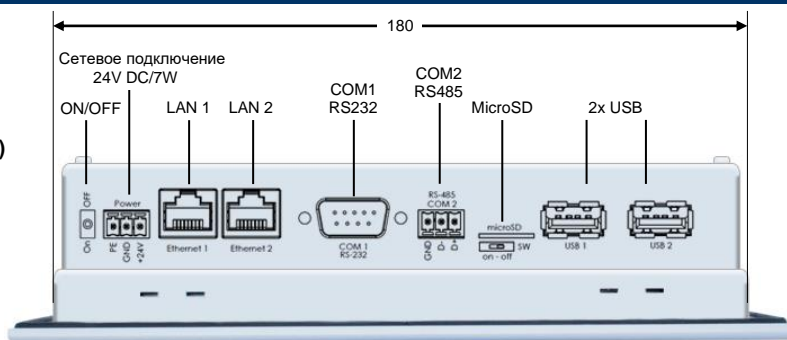 180
Сетевое подключение
24V DC/7W
ON/OFF
LAN 1
LAN 2
COM1
RS232
COM2
RS485
MicroSD
2x USB
)
OFF
On
Power
PE
GND
+24V
Ethernet 1
Ethernet 2
COM 1
RS-232
RS-485
COM 2
GND
D-
D+
microSD
SW
on - off
USB 1
USB 2